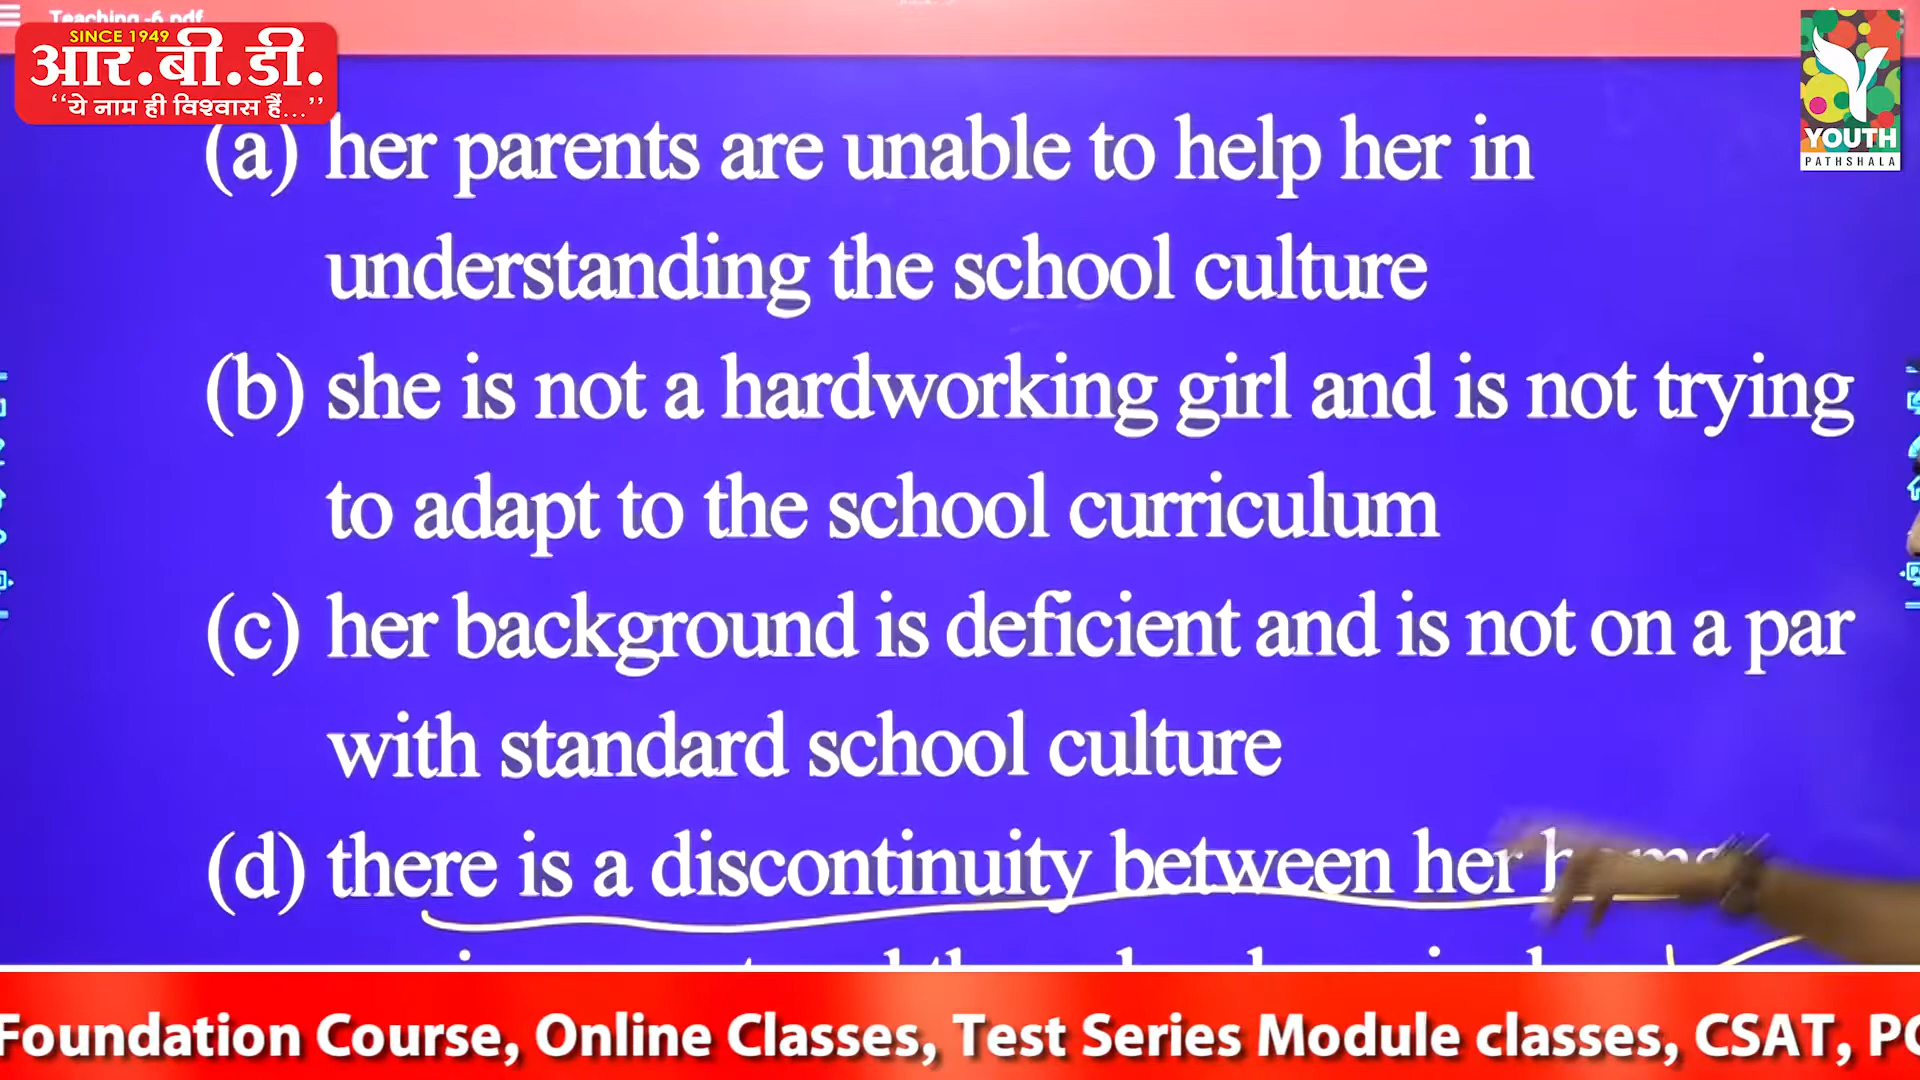 Teaching -6.pdf
SINCE 1949
आर.बी.डी.
“ये नाम ही विश्वास हैं...”
YOUTH
PATHSHALA
(a) her parents are unable to help her in
understanding the school culture
(b) she is not a hardworking girl and is not trying
to adapt to the school curriculum
(c) her background is deficient and is not on a par
with standard school culture
(d) there is a discontinuity between her
Foundation Course, Online Classes, Test Series Module classes, CSAT,